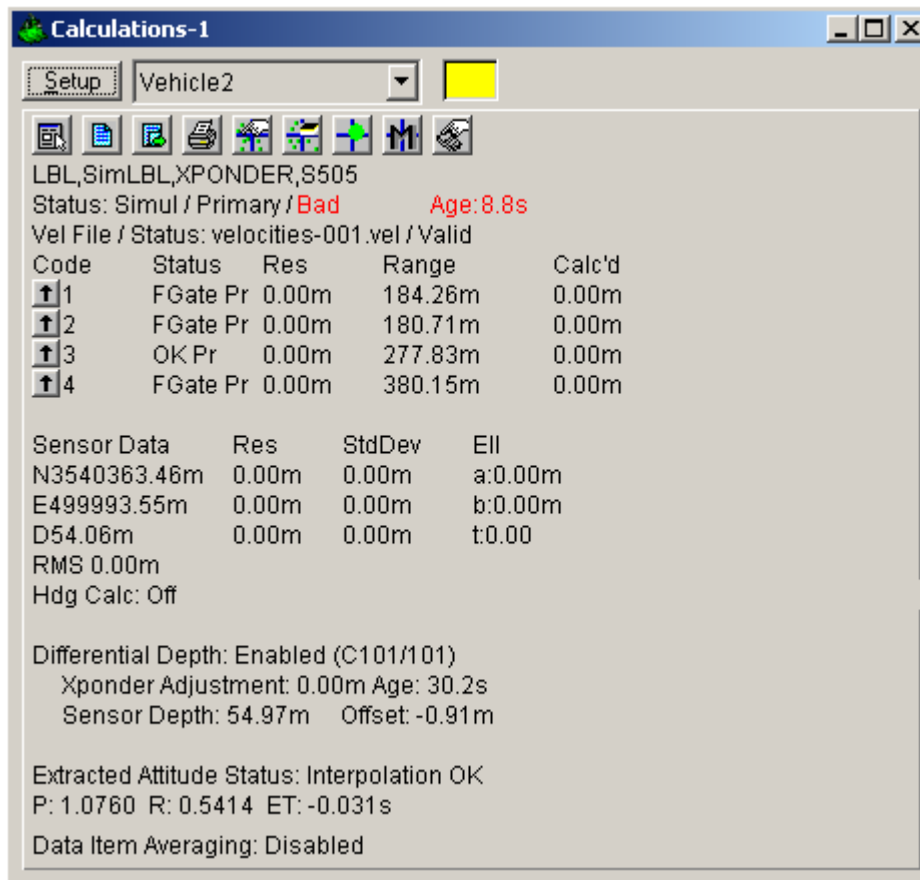 Calculations-1
Setup Vehicle2
M
LBL,SimLBL,XPONDER,S505
Status: Simul / Primary / Bad Age:8.8s
Vel File / Status: velocities-001.vel / Valid
Code Status Res Range Calc'd
1 FGate Pr 0.00m 184.26m 0.00m
2 FGate Pr 0.00m 180.71m 0.00m
3 OK Pr 0.00m 277.83m 0.00m
4 FGate Pr 0.00m 380.15m 0.00m
Sensor Data Res StdDev Ell
N3540363.46m 0.00m 0.00m a:0.00m
E499993.55m 0.00m 0.00m b:0.00m
D54.06m 0.00m 0.00m t:0.00
RMS 0.00m
Hdg Calc: Off
Differential Depth: Enabled (C101/101)
Xponder Adjustment: 0.00m Age: 30.2s
Sensor Depth: 54.97m Offset: -0.91m
Extracted Attitude Status: Interpolation OK
P: 1.0760 R: 0.5414 ET: -0.031s
Data Item Averaging: Disabled